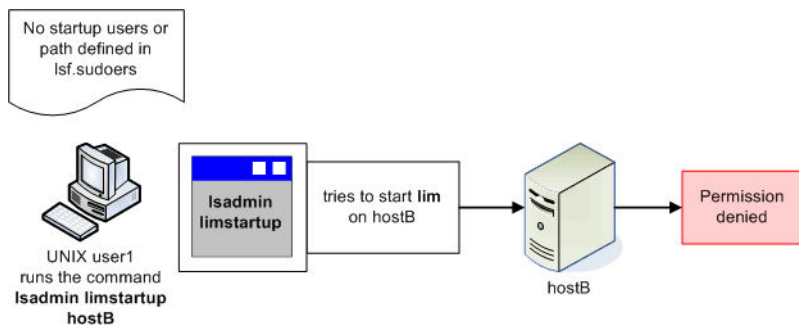 No startup users or
path defined in
lsf.sudoers
lsadmin
limstartup
tries to start lim
on hostB
Permission
denied
hostB
UNIX user1
runs the command
lsadmin limstartup
hostB